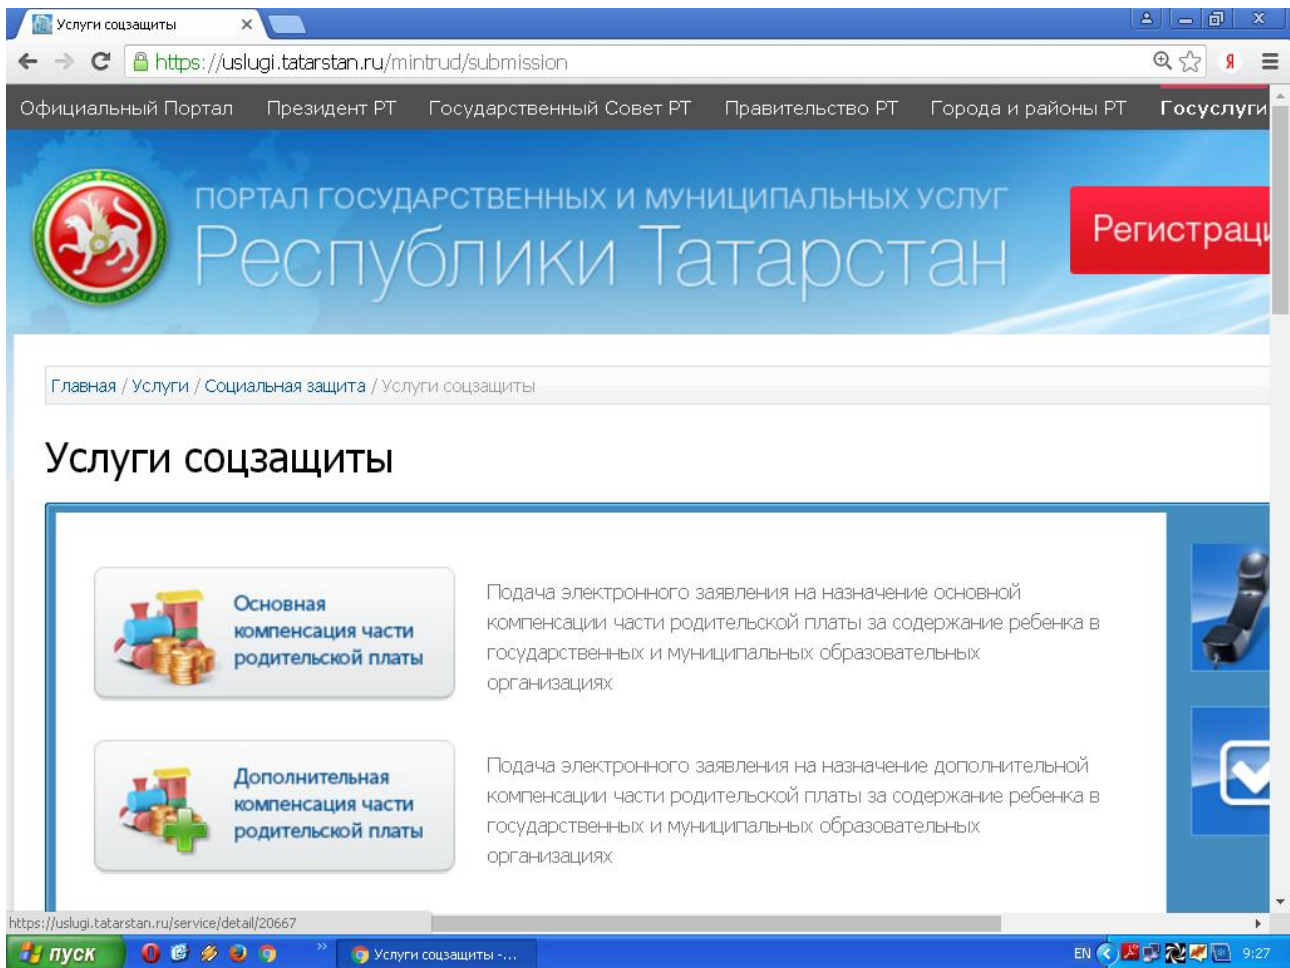 Услуги соцзащиты
https://uslugi.tatarstan.ru/mintrud/submission
Официальный Портал Президент РТ Государственный Совет РТ Правительство РТ Города и районы РТ Госуслуги
ПОРТАЛ ГОСУДАРСТВЕННЫХ И МУНИЦИПАЛЬНЫХ УСЛУГ
Республики Татарстан
Регистраци
ТАТАРСТАН
Главная / Услуги / Социальная защита / Услуги соцзащиты
Услуги соцзащиты
Основная
компенсация части
родительской платы
Подача электронного заявления на назначение основной
компенсации части родительской платы за содержание ребенка в
государственных и муниципальных образовательных
организациях
Дополнительная
компенсация части
родительской платы
Подача электронного заявления на назначение дополнительной
компенсации части родительской платы за содержание ребенка в
государственных и муниципальных образовательных
организациях
https://uslugi.tatarstan.ru/service/detail/20667
пуск
Услуги соцзащиты -...
EN
9:27